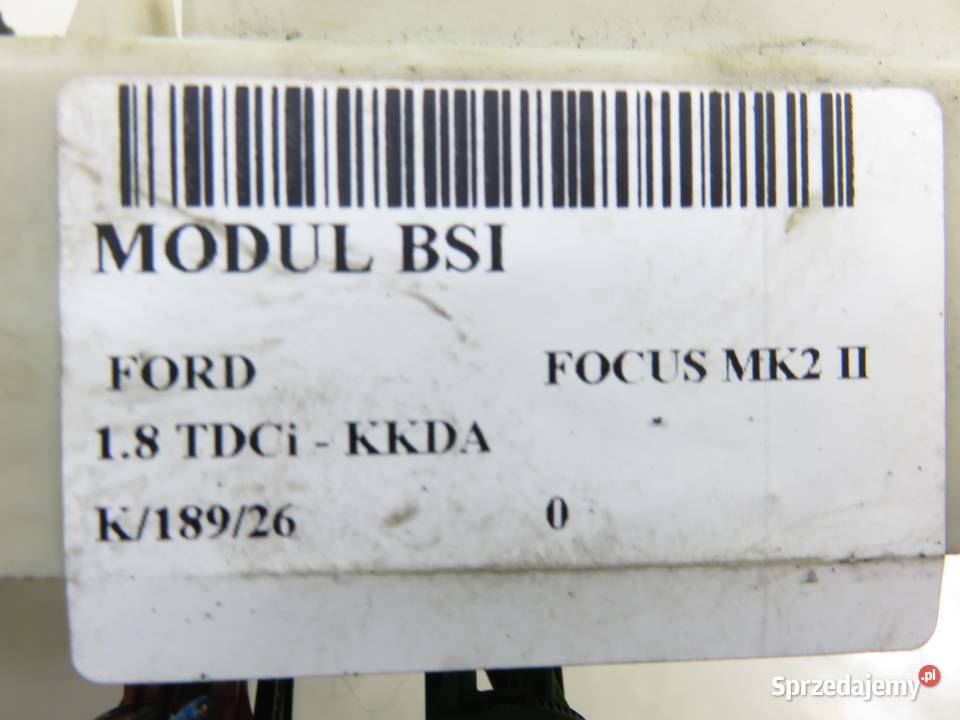 MODUL BSI
FORD FOCUS MK2 II
1.8 TDCi - KKDA
K/189/26 0
Sprzedajemy.pl